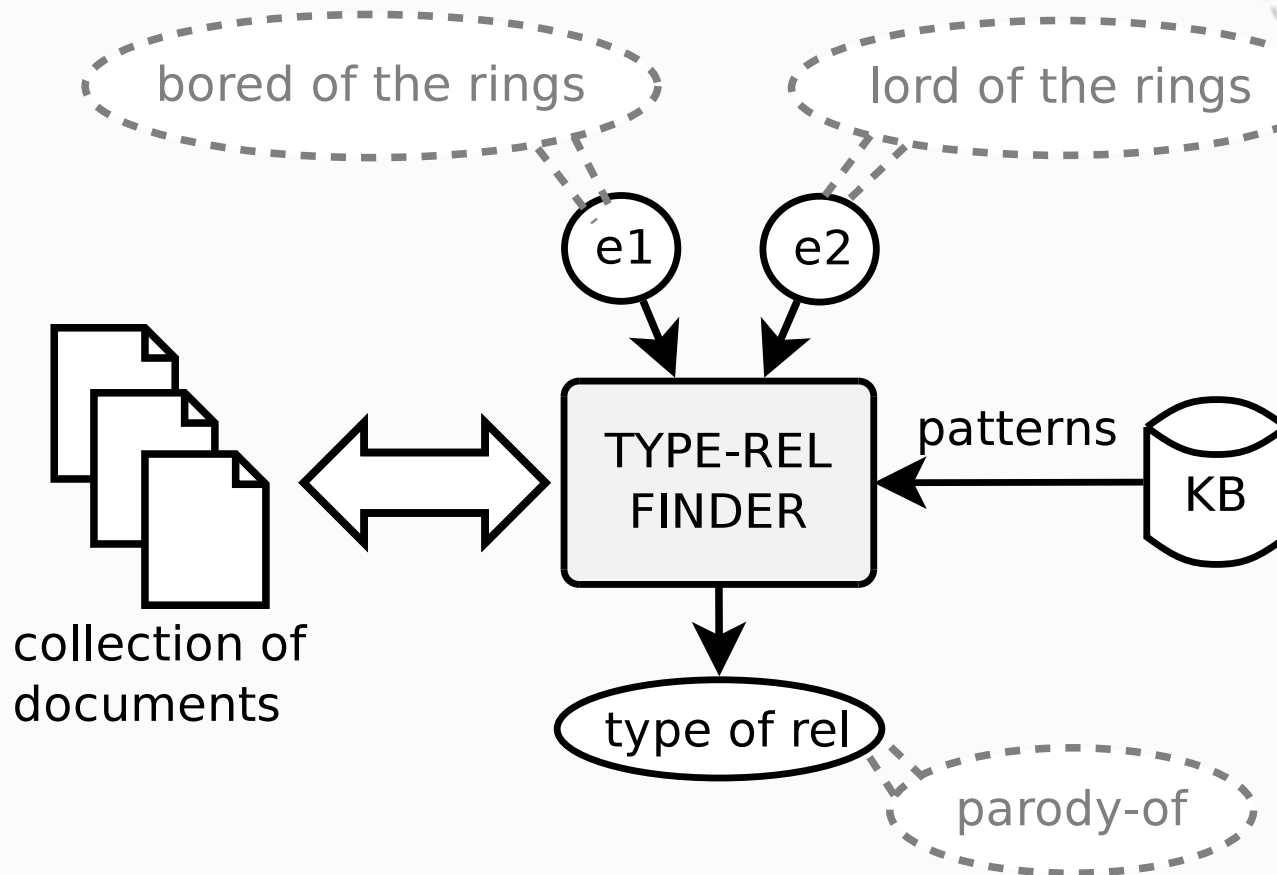 bored of the rings
lord of the rings
e1
e2
TYPE-REL
FINDER
patterns
KB
collection of
documents
type of rel
parody-of